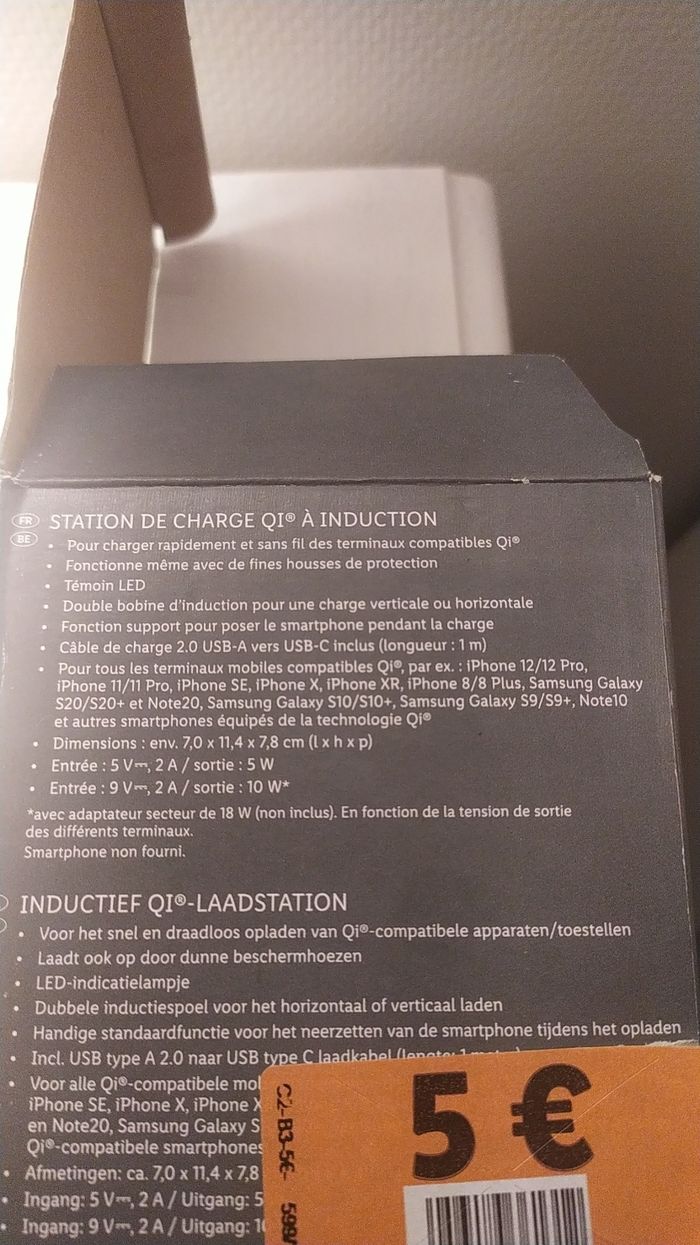 FR STATION DE CHARGE QI® À INDUCTION
BE
• Pour charger rapidement et sans fil des terminaux compatibles Qi®
• Fonctionne même avec de fines housses de protection
• Témoin LED
• Double bobine d'induction pour une charge verticale ou horizontale
• Fonction support pour poser le smartphone pendant la charge
• Câble de charge 2.0 USB-A vers USB-C inclus (longueur : 1 m)
• Pour tous les terminaux mobiles compatibles Qi®, par ex. : iPhone 12/12 Pro,
iPhone 11/11 Pro, iPhone SE, iPhone X, iPhone XR, iPhone 8/8 Plus, Samsung Galaxy
S20/S20+ et Note20, Samsung Galaxy S10/S10+, Samsung Galaxy S9/S9+, Note10
et autres smartphones équipés de la technologie Qi®
• Dimensions : env. 7,0 x 11,4 x 7,8 cm (l x h x p)
• Entrée : 5 V⎓, 2 A / sortie : 5 W
• Entrée : 9 V⎓, 2 A / sortie : 10 W*
*avec adaptateur secteur de 18 W (non inclus). En fonction de la tension de sortie
des différents terminaux.
Smartphone non fourni.
INDUCTIEF QI®-LAADSTATION
• Voor het snel en draadloos opladen van Qi®-compatibele apparaten/toestellen
• Laadt ook op door dunne beschermhoezen
• LED-indicatielampje
• Dubbele inductiespoel voor het horizontaal of verticaal laden
• Handige standaardfunctie voor het neerzetten van de smartphone tijdens het opladen
• Incl. USB type A 2.0 naar USB type C laadkabel (lengte: 1
• Voor alle Qi®-compatibele
iPhone SE, iPhone X, iPhone X
en Note20, Samsung Galaxy S
Qi®-compatibele smartphones
• Afmetingen: ca. 7,0 x 11,4 x 7,8
• Ingang: 5 V⎓, 2 A / Uitgang: 5
• Ingang: 9 V⎓, 2 A / Uitgang: 1
5 €
C2-B3-5€-